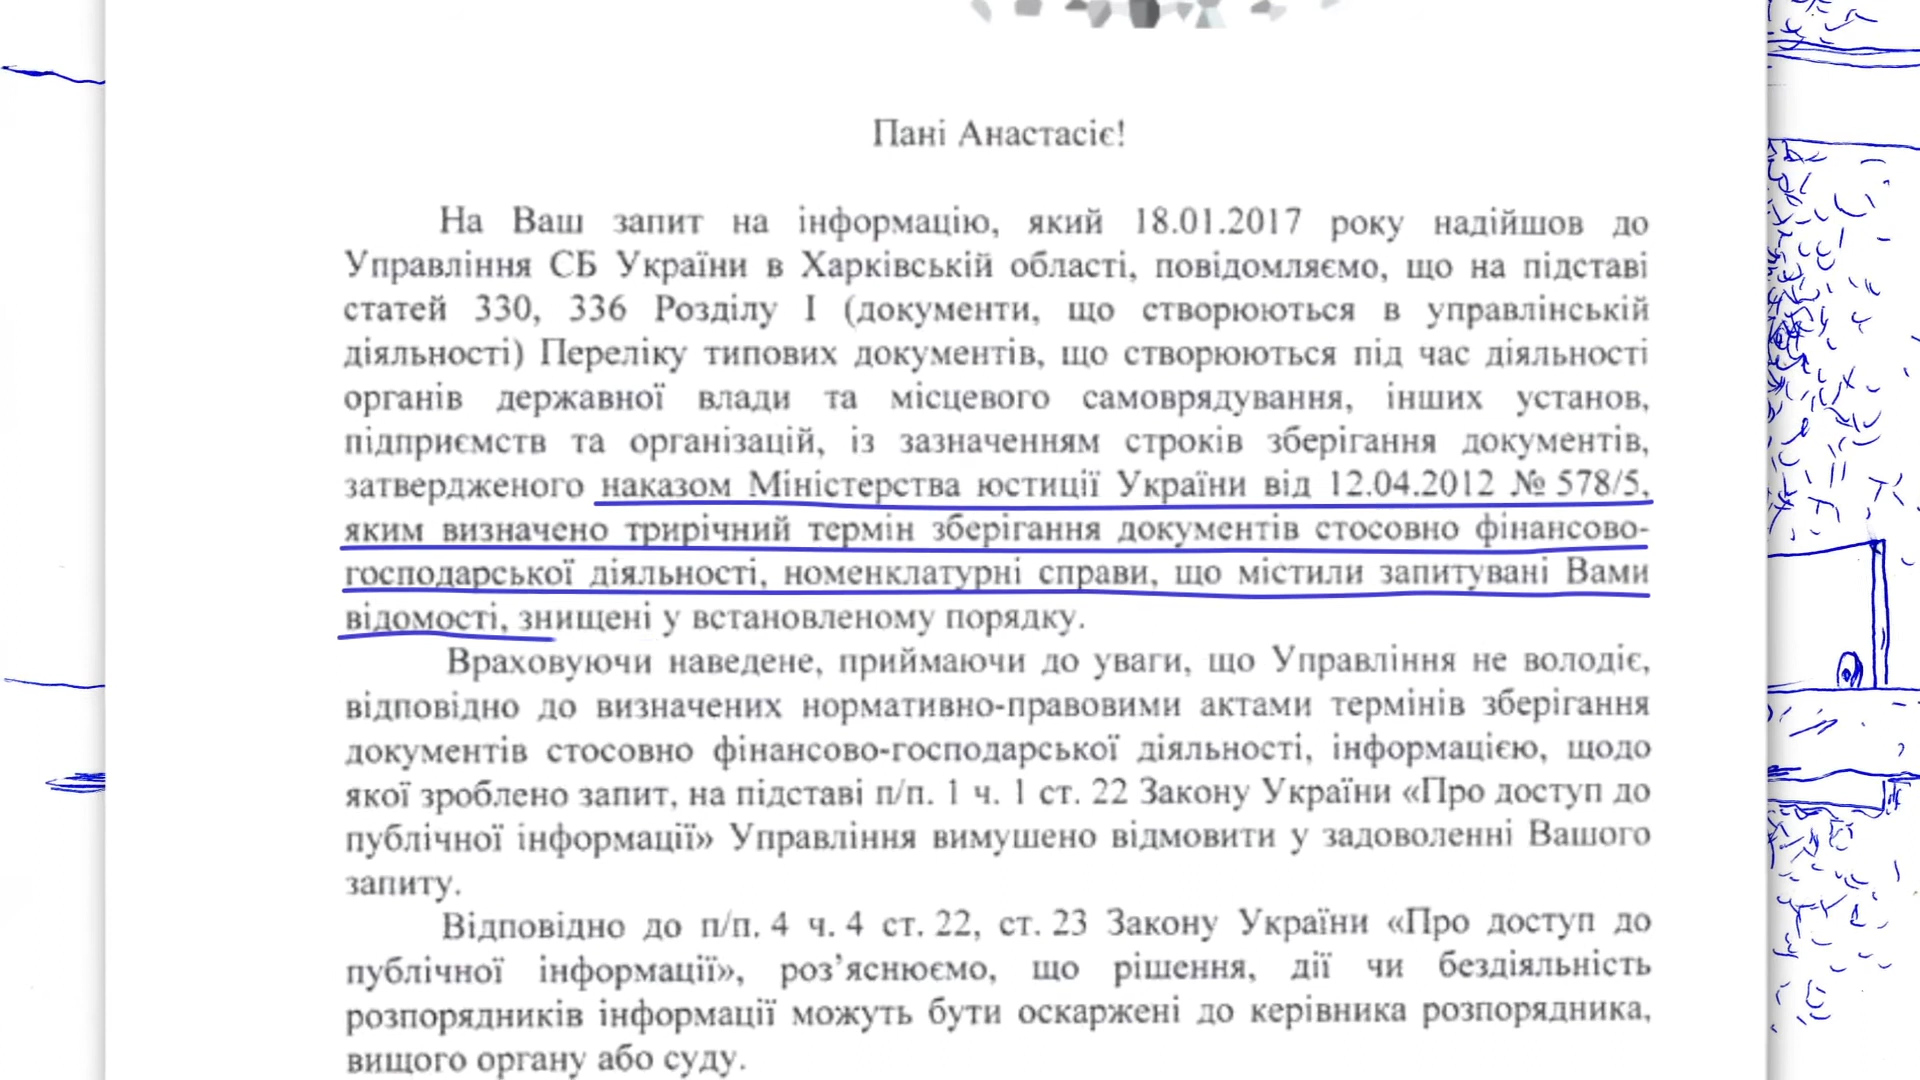 Пані Анастасіє!
На Ваш запит на інформацію, який 18.01.2017 року надійшов до
Управління СБ України в Харківській області, повідомляємо, що на підставі
статей 330, 336 Розділу І (документи, що створюються в управлінській
діяльності) Переліку типових документів, що створюються під час діяльності
органів державної влади та місцевого самоврядування, інших установ,
підприємств та організацій, із зазначенням строків зберігання документів,
затвердженого наказом Міністерства юстиції України від 12.04.2012 № 578/5,
яким визначено трирічний термін зберігання документів стосовно фінансово-
господарської діяльності, номенклатурні справи, що містили запитувані Вами
відомості, знищені у встановленому порядку.
Враховуючи наведене, приймаючи до уваги, що Управління не володіє,
відповідно до визначених нормативно-правовими актами термінів зберігання
документів стосовно фінансово-господарської діяльності, інформацією, щодо
якої зроблено запит, на підставі п/п. 1 ч. 1 ст. 22 Закону України «Про доступ до
публічної інформації» Управління вимушено відмовити у задоволенні Вашого
запиту.
Відповідно до п/п. 4 ч. 4 ст. 22, ст. 23 Закону України «Про доступ до
публічної інформації», роз’яснюємо, що рішення, дії чи бездіяльність
розпорядників інформації можуть бути оскаржені до керівника розпорядника,
вищого органу або суду.